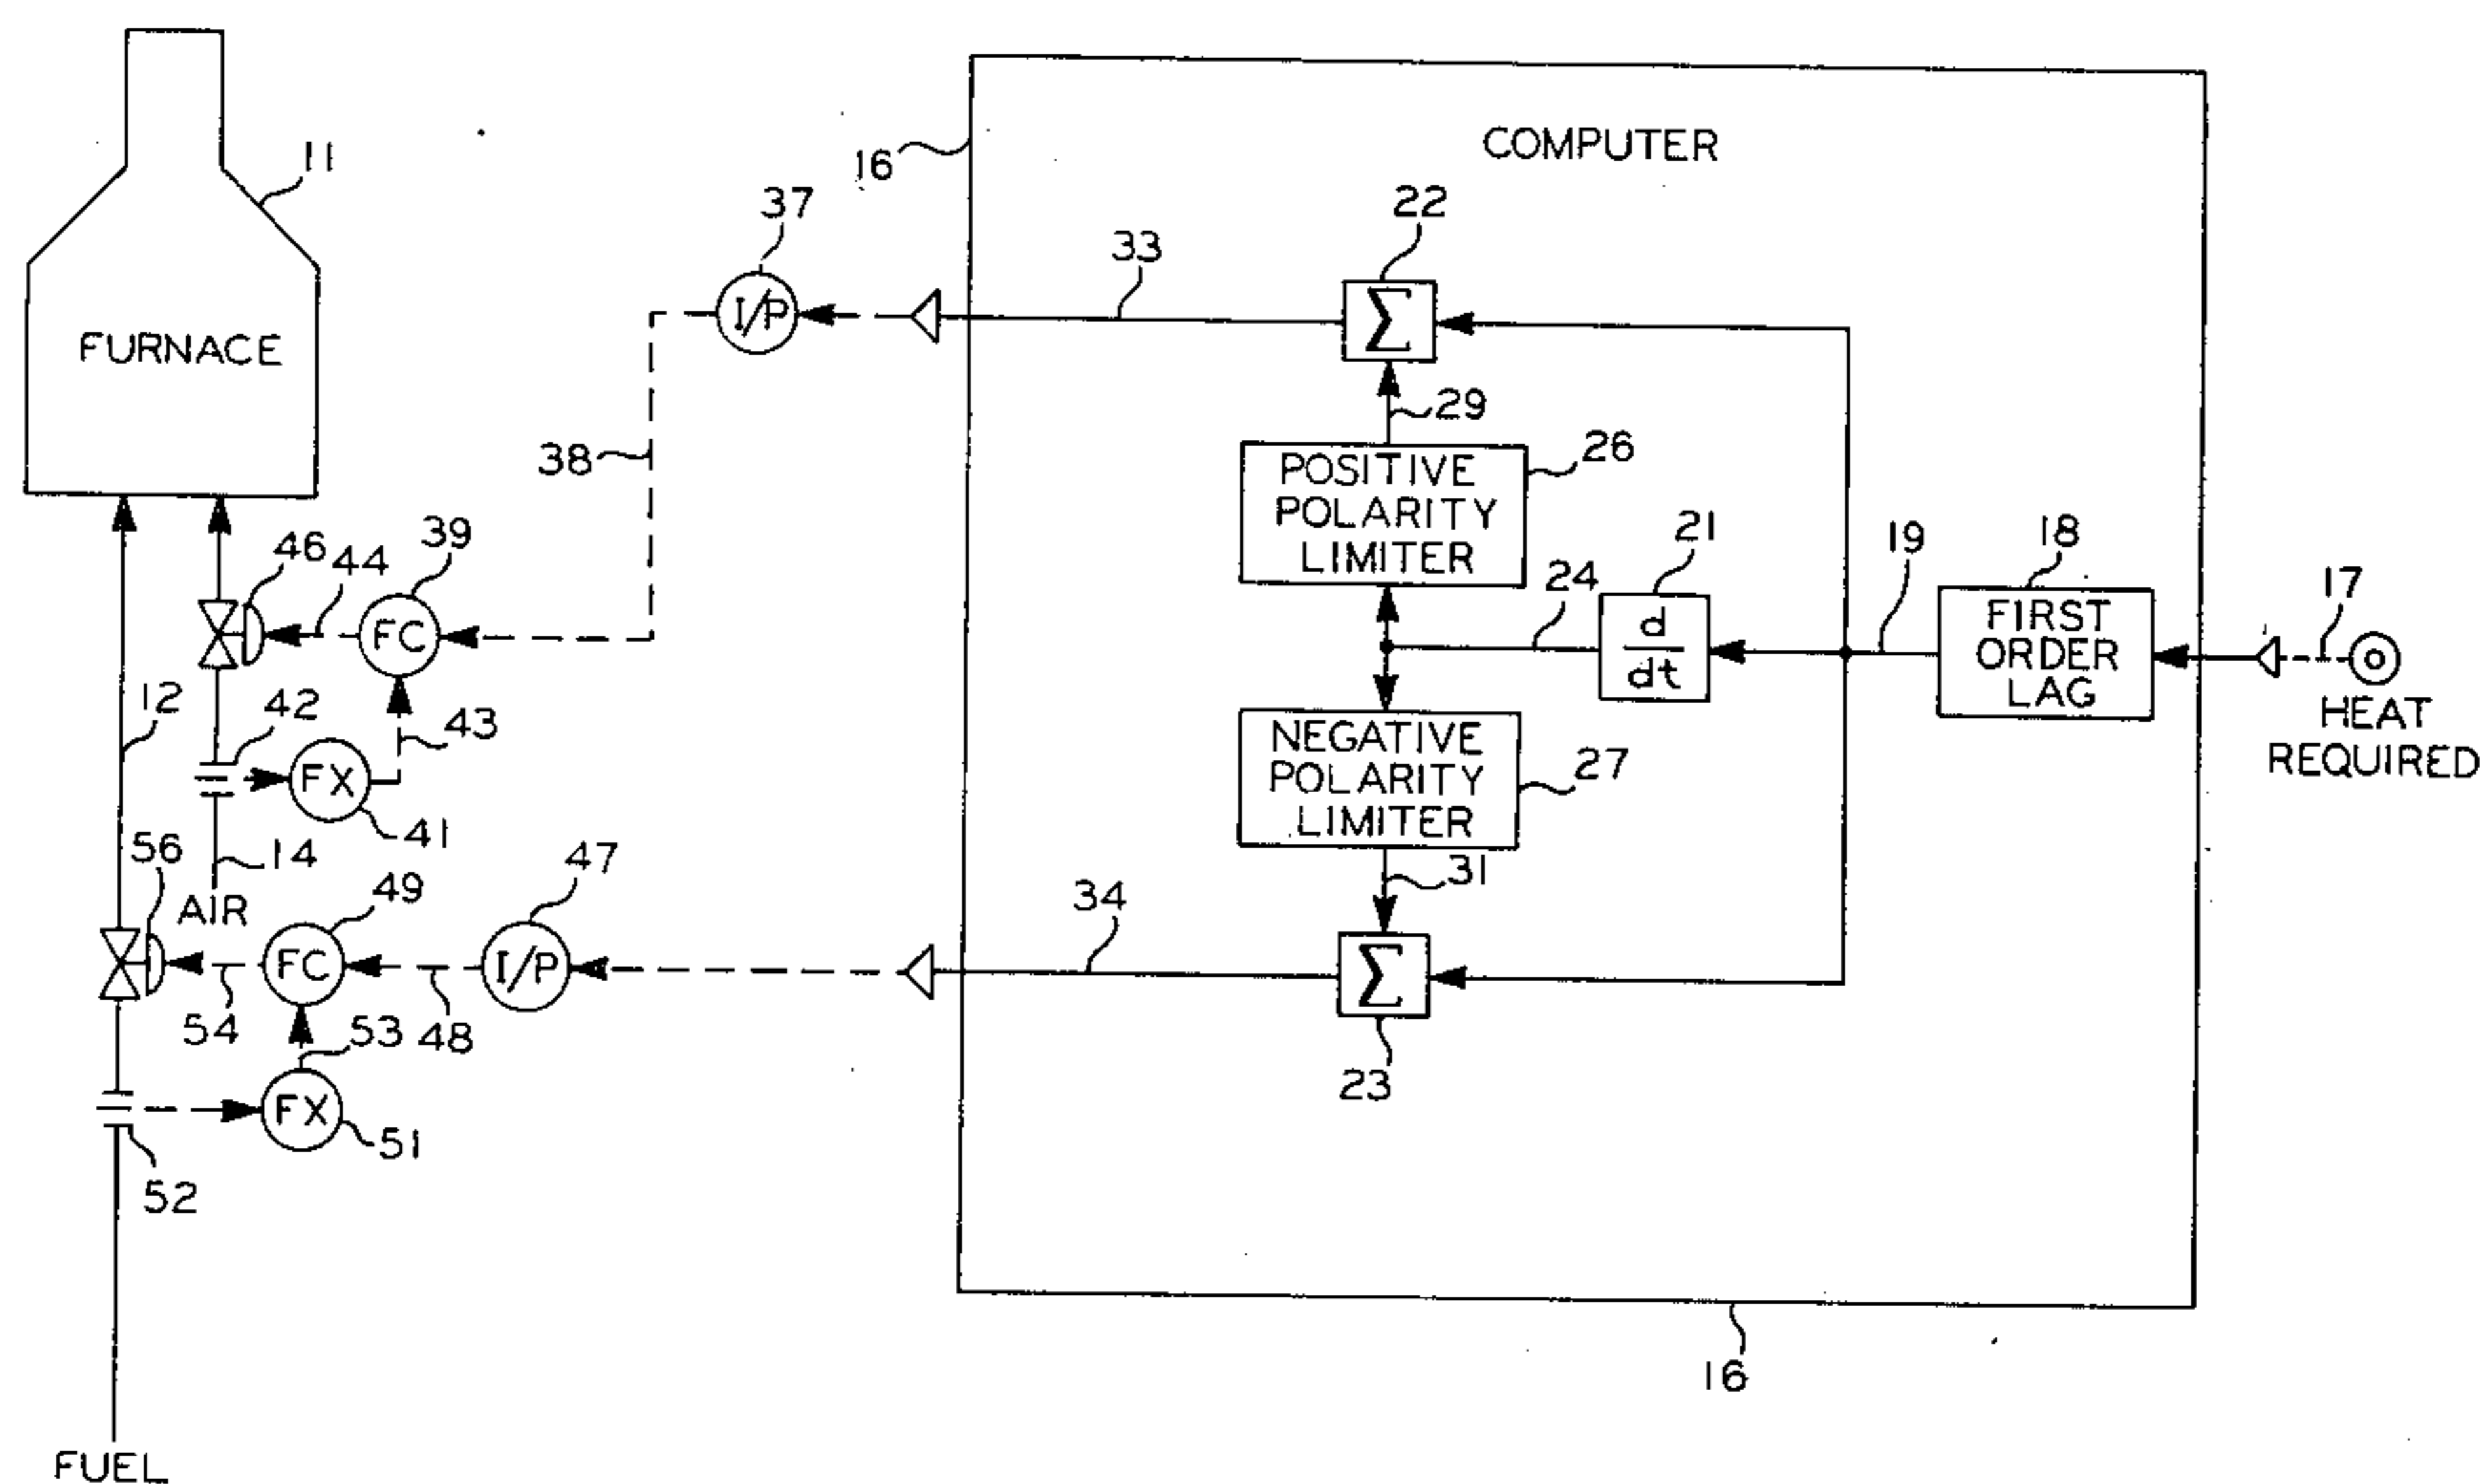 COMPUTER
16
11
37
22
33
I/P
Σ
FURNACE
29
38
POSITIVE
POLARITY
LIMITER
26
46
44
39
FC
24
21
d
dt
19
18
FIRST
ORDER
LAG
17
HEAT
REQUIRED
12
42
43
FX
41
14
AIR
NEGATIVE
POLARITY
LIMITER
27
31
56
49
47
34
FC
I/P
Σ
54
53
48
23
FX
51
52
16
FUEL